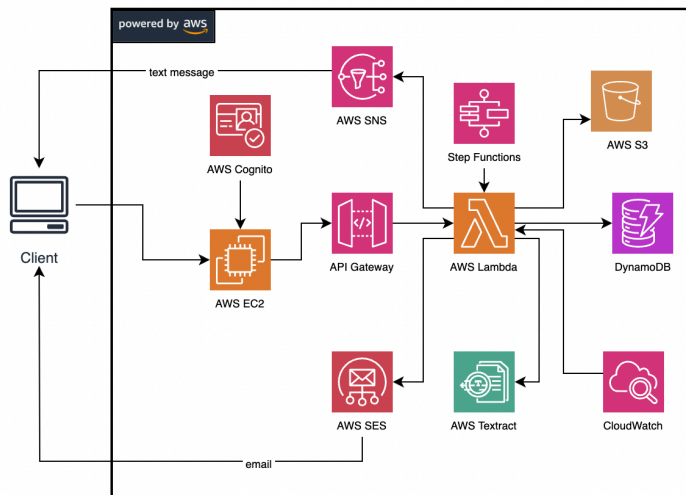 powered by aws
text message
AWS SNS
AWS S3
AWS Cognito
Step Functions
Client
AWS EC2
API Gateway
AWS Lambda
DynamoDB
AWS SES
AWS Textract
CloudWatch
email